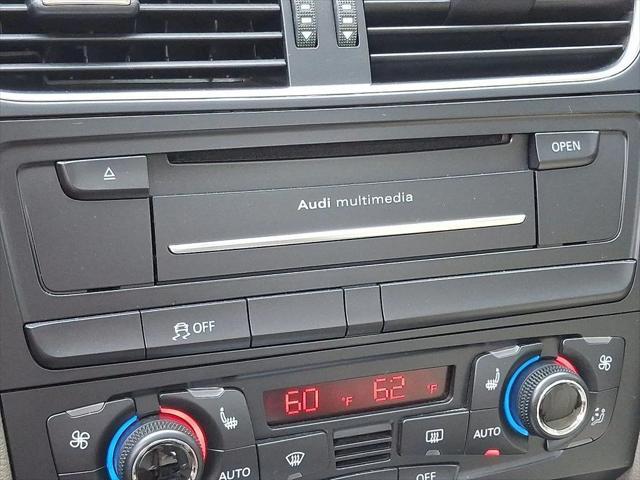 OPEN
Audi multimedia
OFF
60 °F 62 °F
AUTO
AUTO
OFF